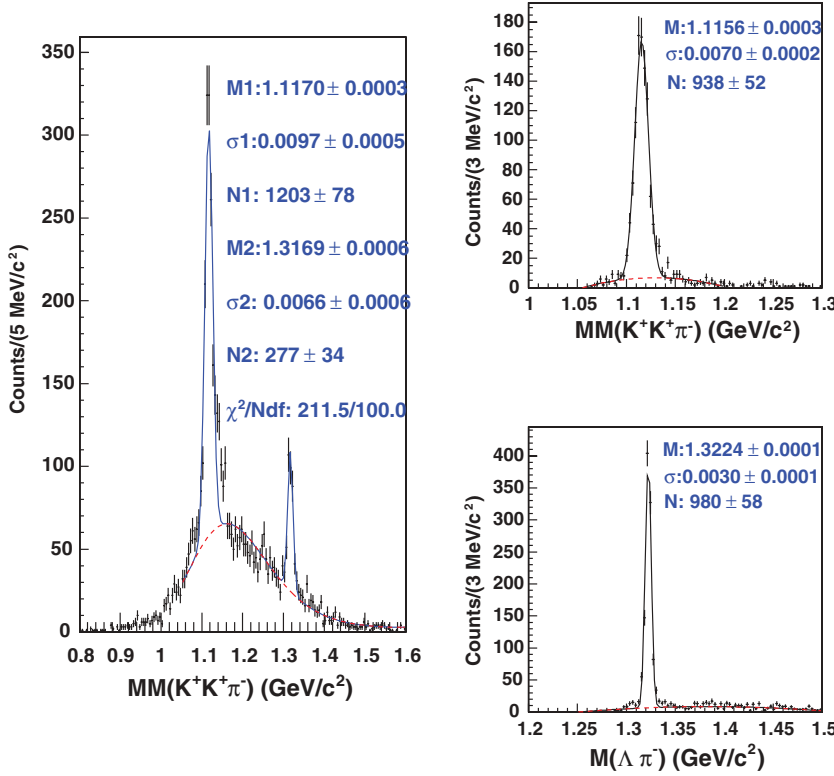 350
300
250
200
150
100
50
0
Counts/(5 MeV/c²)
M1:1.1170 ± 0.0003
σ1:0.0097 ± 0.0005
N1: 1203 ± 78
M2:1.3169 ± 0.0006
σ2: 0.0066 ± 0.0006
N2: 277 ± 34
χ²/Ndf: 211.5/100.0
0.8 0.9 1 1.1 1.2 1.3 1.4 1.5 1.6
MM(K⁺K⁺π⁻) (GeV/c²)
180
160
140
120
100
80
60
40
20
0
Counts/(3 MeV/c²)
M:1.1156 ± 0.0003
σ:0.0070 ± 0.0002
N: 938 ± 52
1 1.05 1.1 1.15 1.2 1.25 1.3
MM(K⁺K⁺π⁻) (GeV/c²)
400
350
300
250
200
150
100
50
0
Counts/(3 MeV/c²)
M:1.3224 ± 0.0001
σ:0.0030 ± 0.0001
N: 980 ± 58
1.2 1.25 1.3 1.35 1.4 1.45 1.5
M(Λ π⁻) (GeV/c²)